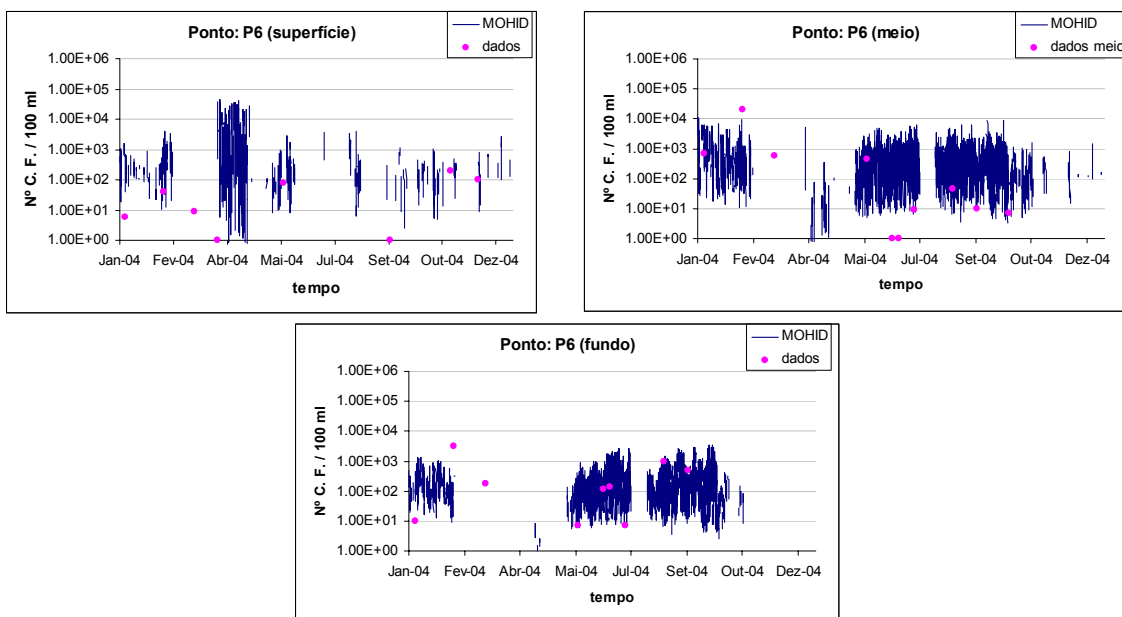 Ponto: P6 (superfície)
MOHID
dados
1.00E+06
1.00E+05
1.00E+04
1.00E+03
1.00E+02
1.00E+01
1.00E+00
Nº C. F. / 100 ml
Jan-04 Fev-04 Abr-04 Mai-04 Jul-04 Set-04 Out-04 Dez-04
tempo
Ponto: P6 (meio)
MOHID
dados meio
1.00E+06
1.00E+05
1.00E+04
1.00E+03
1.00E+02
1.00E+01
1.00E+00
Nº C. F. / 100 ml
Jan-04 Fev-04 Abr-04 Mai-04 Jul-04 Set-04 Out-04 Dez-04
tempo
Ponto: P6 (fundo)
MOHID
dados
1.00E+06
1.00E+05
1.00E+04
1.00E+03
1.00E+02
1.00E+01
1.00E+00
Nº C. F. / 100 ml
Jan-04 Fev-04 Abr-04 Mai-04 Jul-04 Set-04 Out-04 Dez-04
tempo